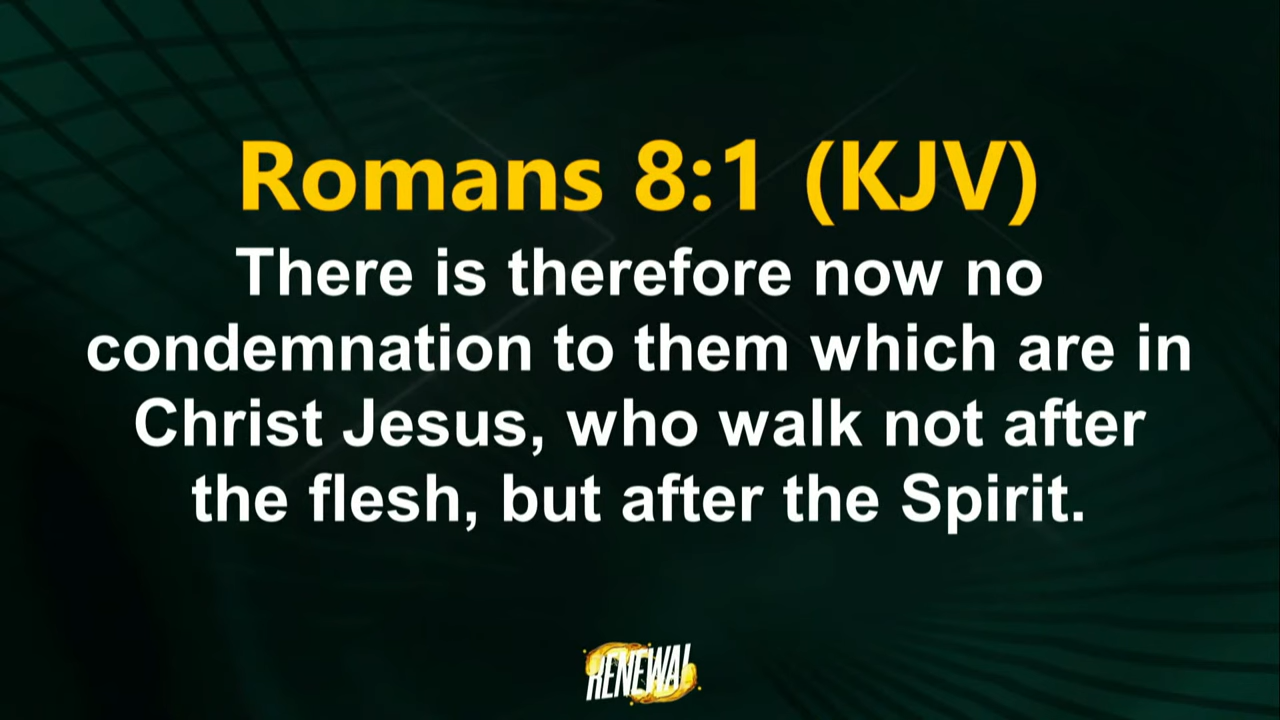 Romans 8:1 (KJV)
There is therefore now no
condemnation to them which are in
Christ Jesus, who walk not after
the flesh, but after the Spirit.
RENEWAL